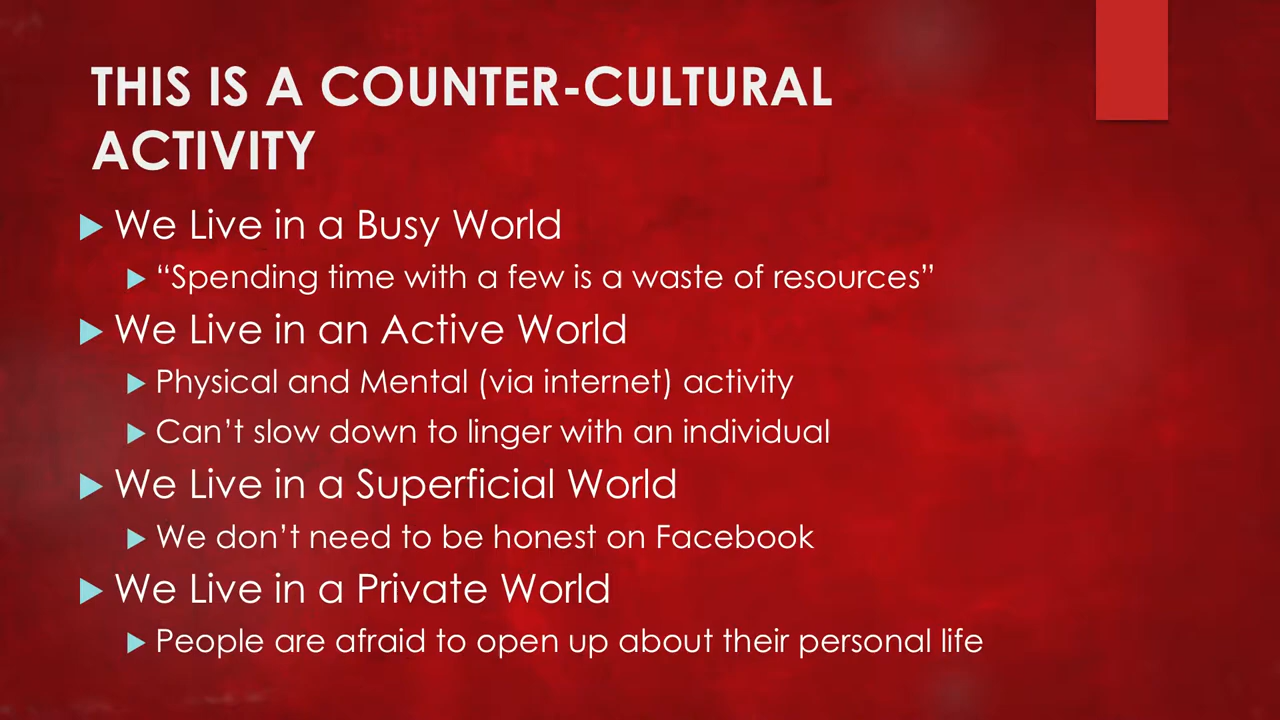 THIS IS A COUNTER-CULTURAL
ACTIVITY
We Live in a Busy World
“Spending time with a few is a waste of resources”
We Live in an Active World
Physical and Mental (via internet) activity
Can’t slow down to linger with an individual
We Live in a Superficial World
We don’t need to be honest on Facebook
We Live in a Private World
People are afraid to open up about their personal life